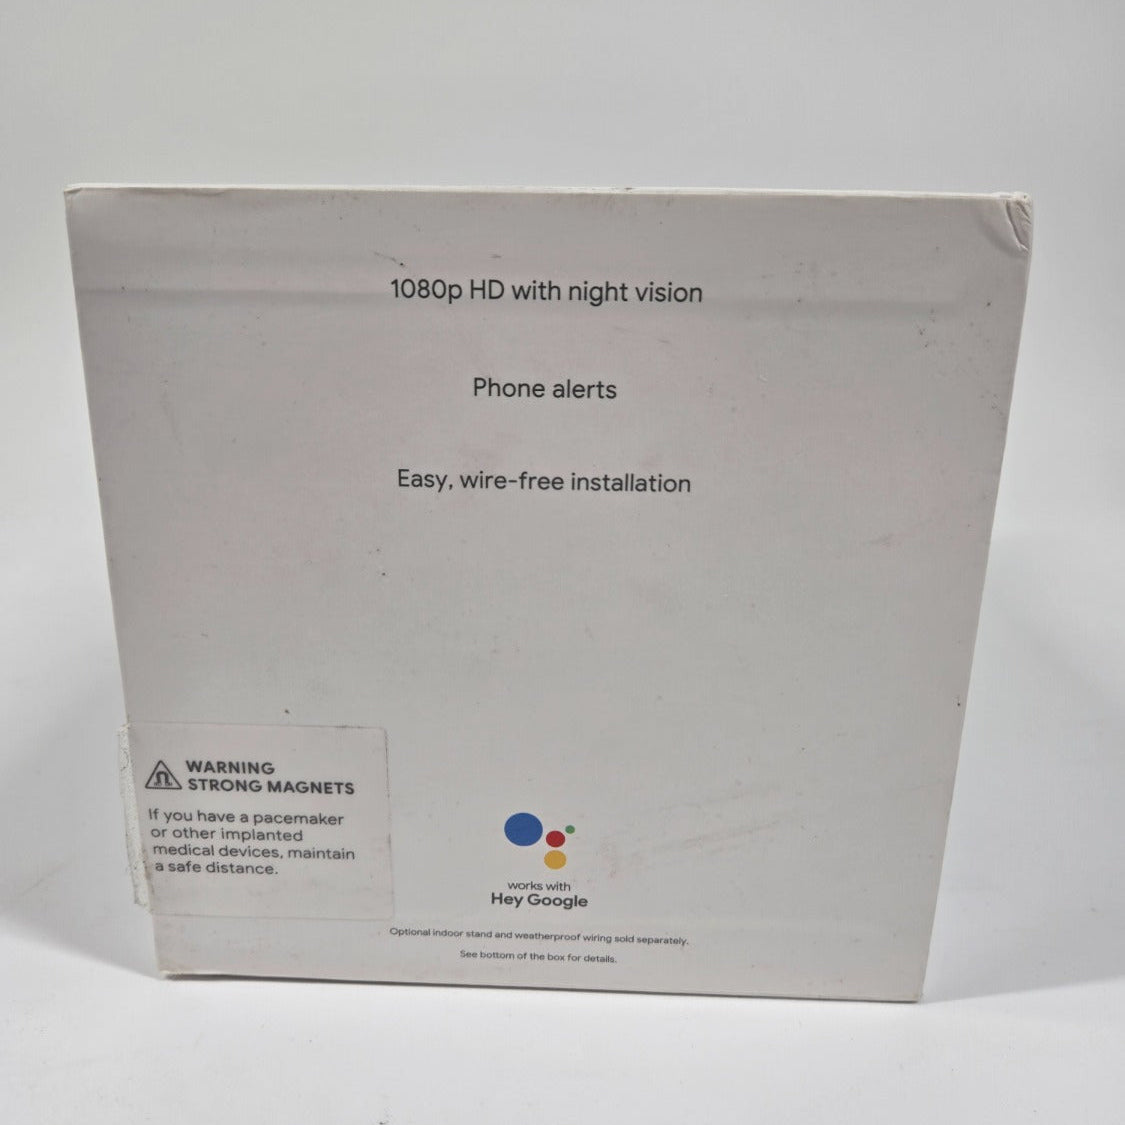 1080p HD with night vision
Phone alerts
Easy, wire-free installation
WARNING
STRONG MAGNETS
If you have a pacemaker
or other implanted
medical devices, maintain
a safe distance.
works with
Hey Google
Optional indoor stand and weatherproof wiring sold separately.
See bottom of the box for details.